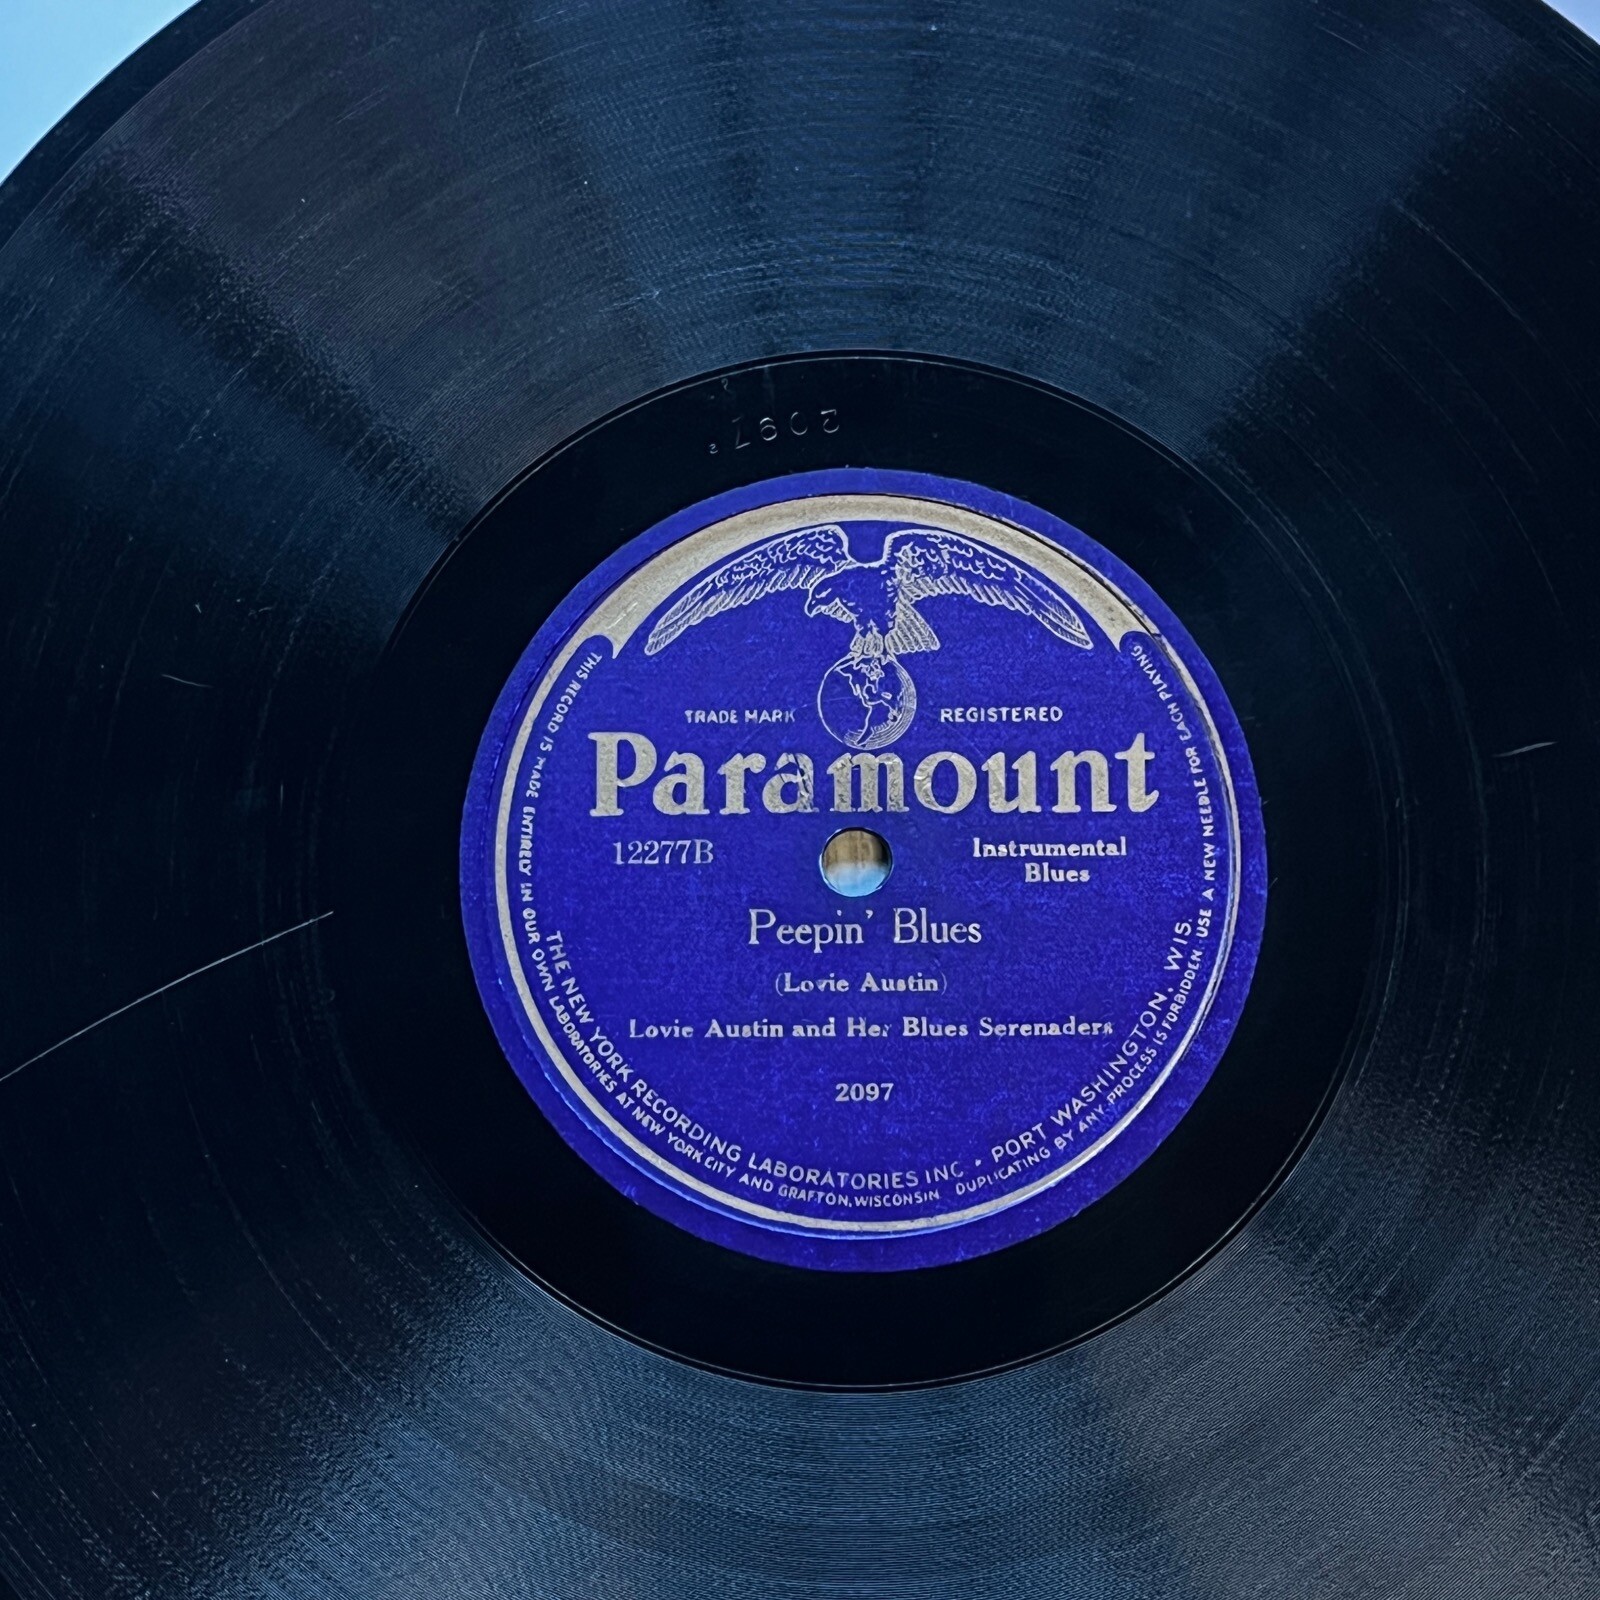 2097
TRADE MARK REGISTERED
Paramount
12277B
Instrumental
Blues
Peepin' Blues
(Lovie Austin)
Lovie Austin and Her Blues Serenaders
2097
THE NEW YORK RECORDING LABORATORIES INC • PORT WASHINGTON, WIS.
THIS RECORD IS MADE ENTIRELY IN OUR OWN LABORATORIES AT NEW YORK CITY AND GRAFTON, WISCONSIN DUPLICATING BY ANY PROCESS IS FORBIDDEN. USE A NEW NEEDLE FOR EACH PLAYING